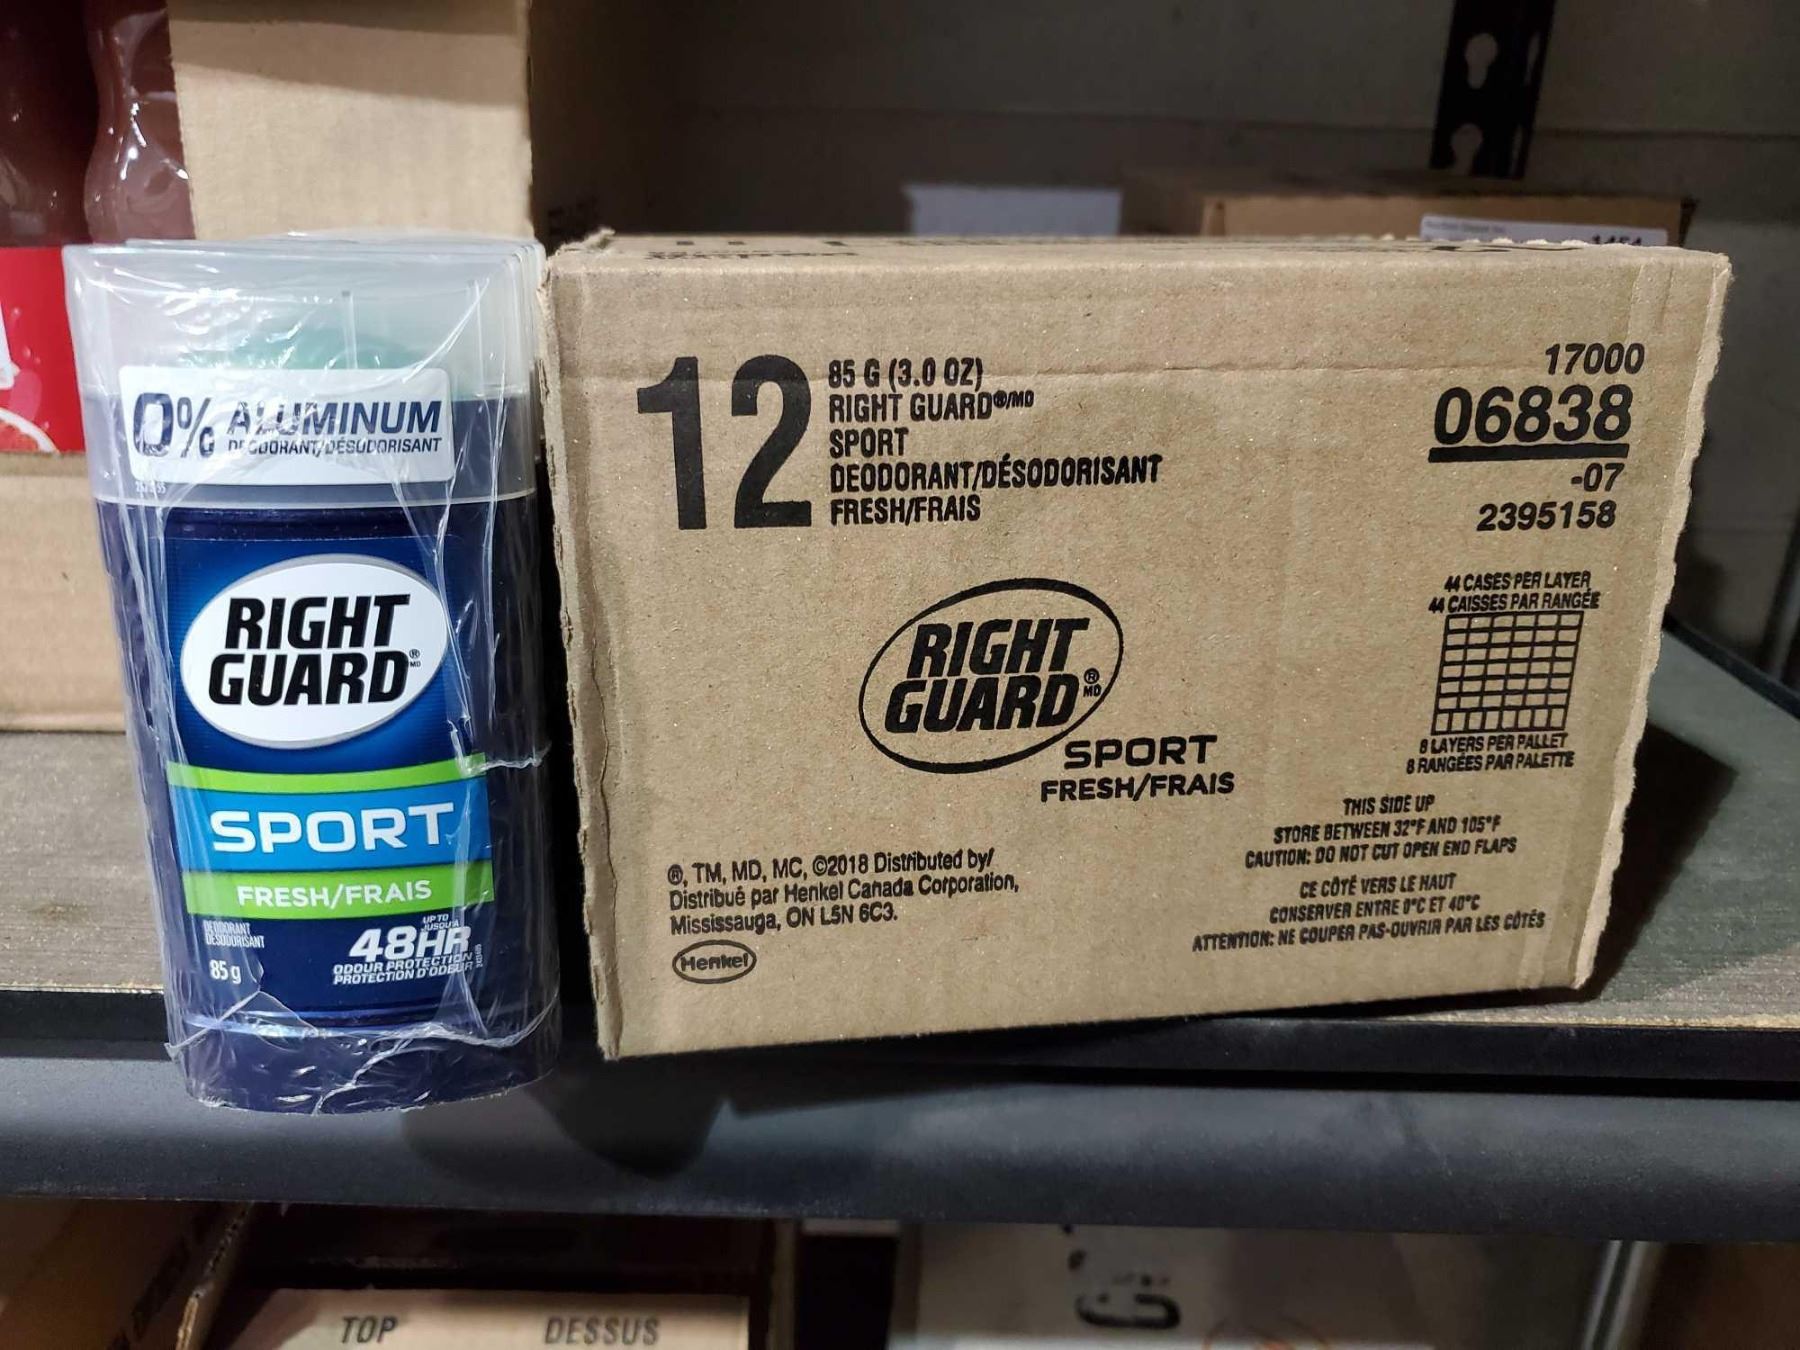 0% ALUMINUM
DEODORANT/DÉSODORISANT
RIGHT
GUARD®
MD
SPORT
FRESH/FRAIS
DEODORANT
DÉSODORISANT
85 g
UP TO
JUSQU'À
48HR
ODOUR PROTECTION
PROTECTION D'ODEUR
12
85 G (3.0 OZ)
RIGHT GUARD®/MD
SPORT
DEODORANT/DÉSODORISANT
FRESH/FRAIS
17000
06838
-07
2395158
44 CASES PER LAYER
44 CAISSES PAR RANGÉE
8 LAYERS PER PALLET
8 RANGÉES PAR PALETTE
RIGHT
GUARD®
MD
SPORT
FRESH/FRAIS
THIS SIDE UP
STORE BETWEEN 32°F AND 105°F
CAUTION: DO NOT CUT OPEN END FLAPS
CE CÔTÉ VERS LE HAUT
CONSERVER ENTRE 0°C ET 40°C
ATTENTION: NE COUPER PAS-OUVRIR PAR LES CÔTÉS
®, TM, MD, MC, ©2018 Distributed by/
Distribué par Henkel Canada Corporation,
Mississauga, ON L5N 6C3.
Henkel
TOP DESSUS